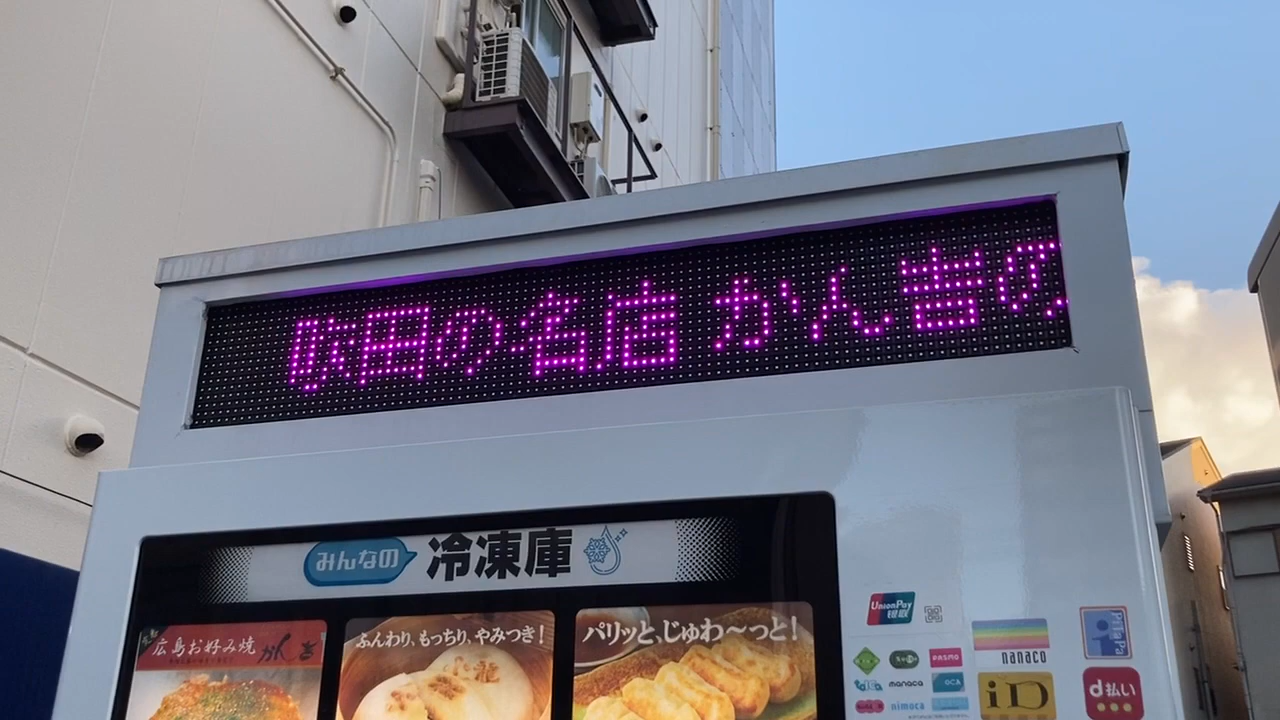 吹田の名店 かん吉の
みんなの 冷凍庫
広島お好み焼 かん吉
ふんわり、もっちり、やみつき!
パリッと、じゅわ〜っと!
UnionPay
银联
nanaco
PiTaPa
PASMO
manaca
nimoca
iD
d払い